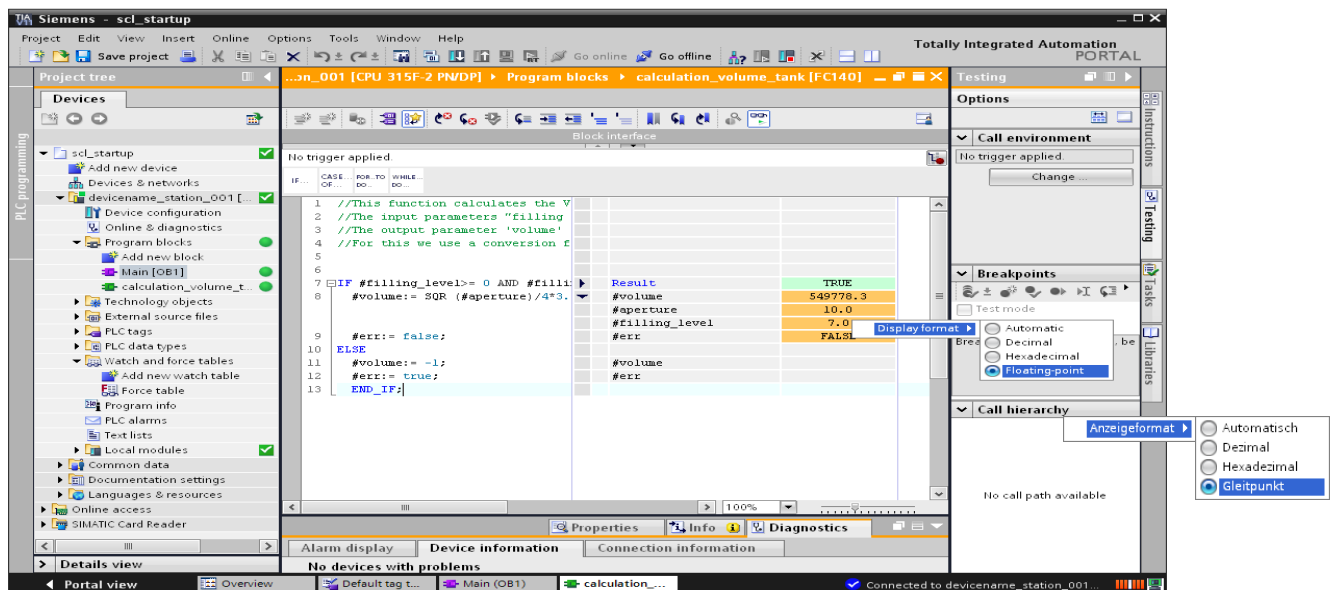 Siemens - scl_startup
Project Edit View Insert Online Options Tools Window Help
Totally Integrated Automation
PORTAL
Save project
Go online
Go offline
Project tree
...on_001 [CPU 315F-2 PN/DP] Program blocks calculation_volume_tank [FC140]
Testing
Devices
Options
Block interface
PLC programming
scl_startup
Add new device
Devices & networks
devicename_station_001 [...
Device configuration
Online & diagnostics
Program blocks
Add new block
Main [OB1]
calculation_volume_t...
Technology objects
External source files
PLC tags
PLC data types
Watch and force tables
Add new watch table
Force table
Program info
PLC alarms
Text lists
Local modules
Common data
Documentation settings
Languages & resources
Online access
SIMATIC Card Reader
Details view
No trigger applied.
IF... CASE... OF... FOR..TO DO... WHILE... DO...
1 //This function calculates the V
2 //The input parameters "filling
3 //The output parameter 'volume'
4 //For this we use a conversion f
5
6
7 IF #filling_level>= 0 AND #filli Result TRUE
8 #volume:= SQR (#aperture)/4*3. #volume 549778.3
#aperture 10.0
#filling_level 7.0
9 #err:= false; #err FALSE
10 ELSE
11 #volume:= -1; #volume
12 #err:= true; #err
13 END_IF;
Display format
Automatic
Decimal
Hexadecimal
Floating-point
Call environment
No trigger applied.
Change ...
Breakpoints
Test mode
Brea
, be
Call hierarchy
No call path available
Instructions
Testing
Tasks
Libraries
Anzeigeformat
Automatisch
Dezimal
Hexadezimal
Gleitpunkt
100%
Properties Info Diagnostics
Alarm display Device information Connection information
No devices with problems
Portal view Overview Default tag t... Main (OB1) calculation_... Connected to devicename_station_001...